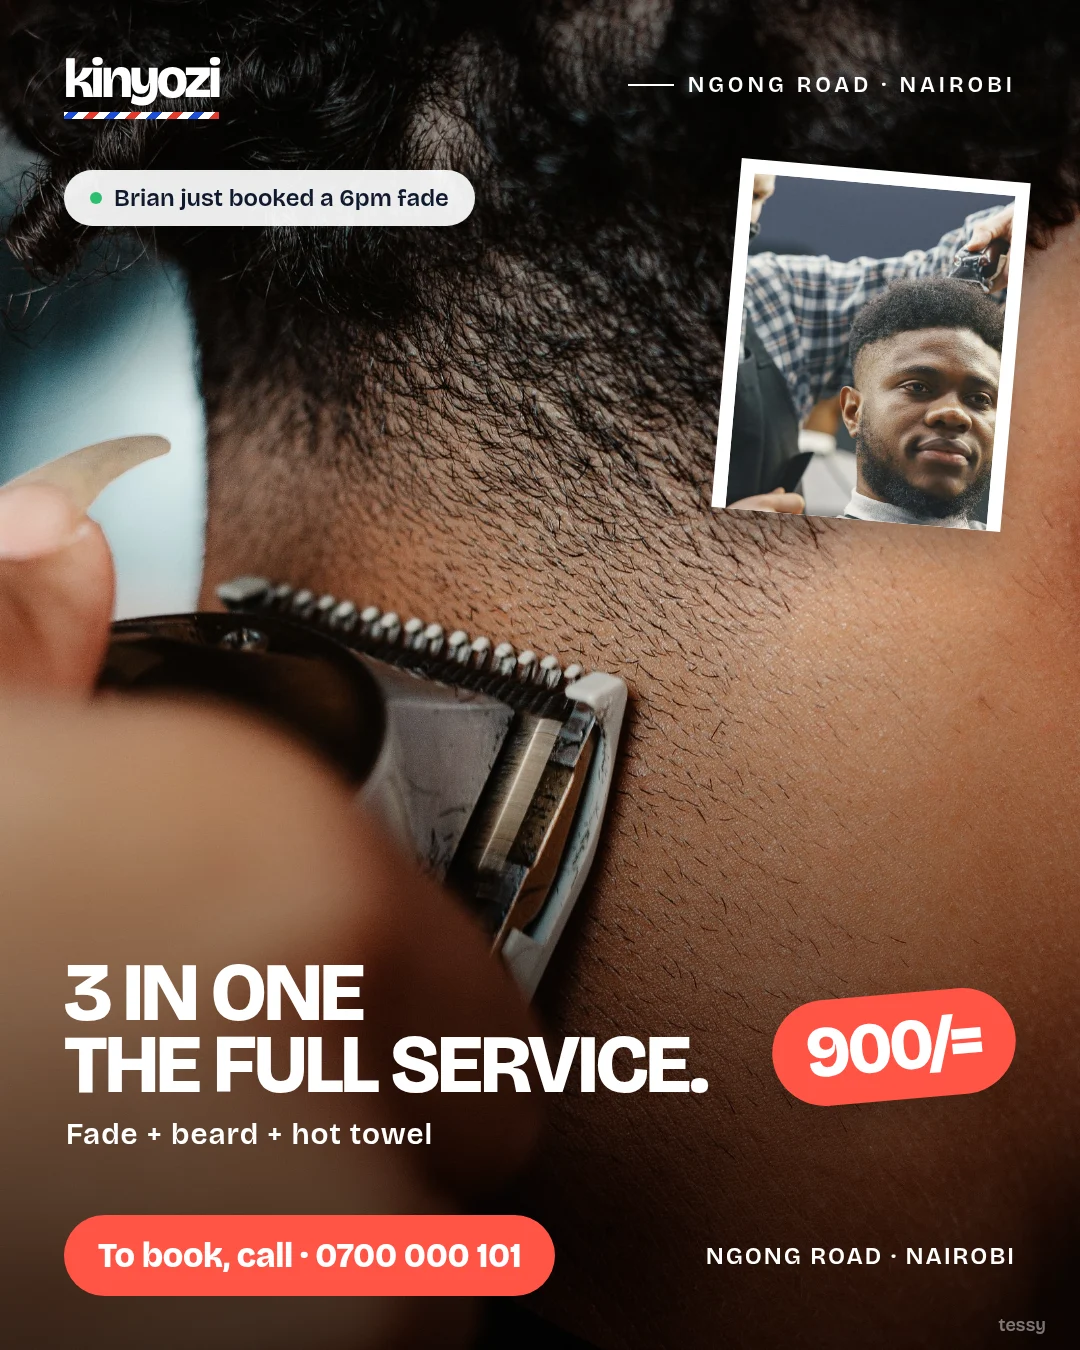 kinyozi
NGONG ROAD · NAIROBI
Brian just booked a 6pm fade
3 IN ONE
THE FULL SERVICE.
900/=
Fade + beard + hot towel
To book, call · 0700 000 101
NGONG ROAD · NAIROBI
tessy